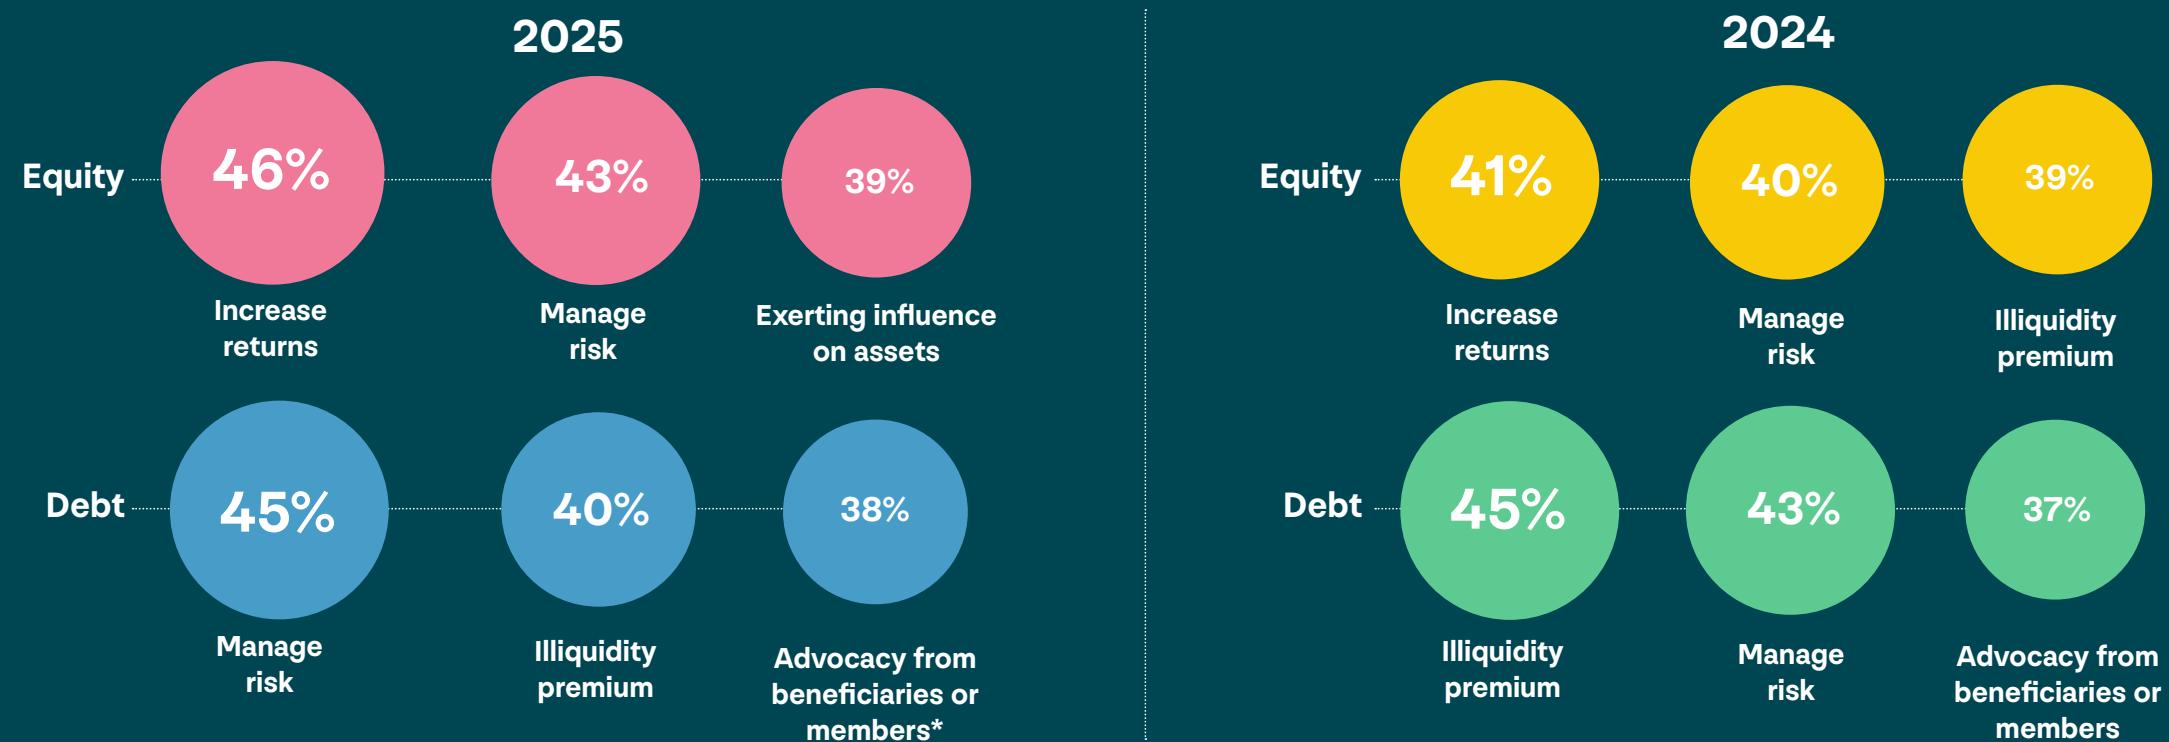 2025
Equity
46%
43%
39%
Increase
returns
Manage
risk
Exerting influence
on assets
Debt
45%
40%
38%
Manage
risk
Illiquidity
premium
Advocacy from
beneficiaries or
members*
2024
Equity
41%
40%
39%
Increase
returns
Manage
risk
Illiquidity
premium
Debt
45%
43%
37%
Illiquidity
premium
Manage
risk
Advocacy from
beneficiaries or
members